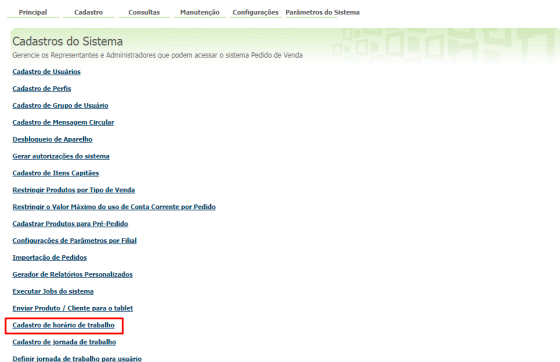 Principal Cadastro Consultas Manutenção Configurações Parâmetros do Sistema
Cadastros do Sistema
Gerencie os Representantes e Administradores que podem acessar o sistema Pedido de Venda
Cadastro de Usuários
Cadastro de Perfis
Cadastro de Grupo de Usuário
Cadastro de Mensagem Circular
Desbloqueio de Aparelho
Gerar autorizações do sistema
Cadastro de Itens Capitães
Restringir Produtos por Tipo de Venda
Restringir o Valor Máximo do uso de Conta Corrente por Pedido
Cadastrar Produtos para Pré-Pedido
Configurações de Parâmetros por Filial
Importação de Pedidos
Gerador de Relatórios Personalizados
Executar Jobs do sistema
Enviar Produto / Cliente para o tablet
Cadastro de horário de trabalho
Cadastro de jornada de trabalho
Definir jornada de trabalho para usuário